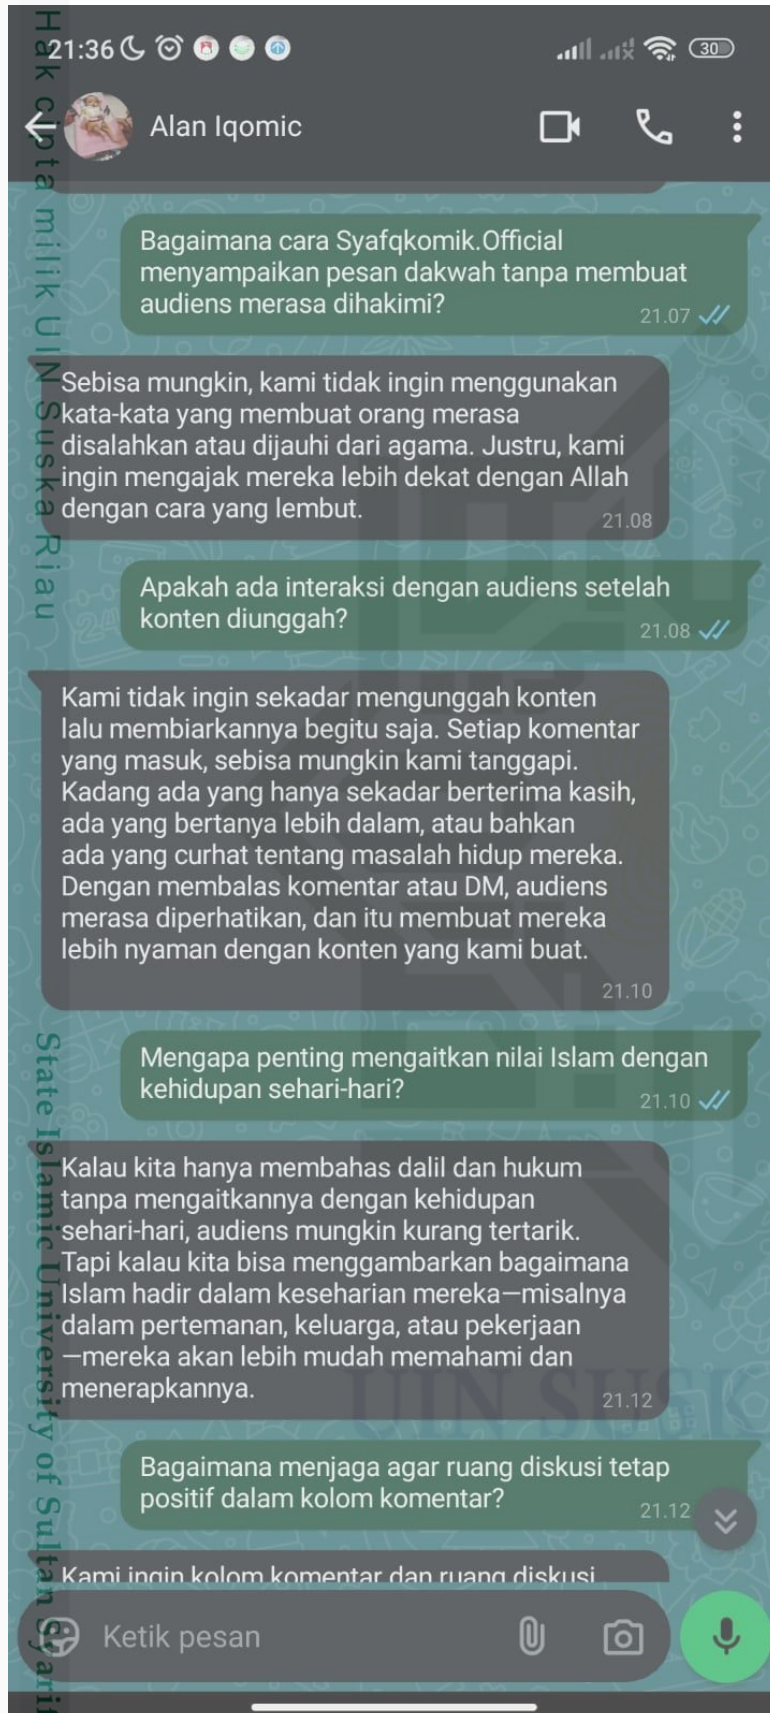 21:36
30
Alan Iqomic
Bagaimana cara Syafqkomik.Official
menyampaikan pesan dakwah tanpa membuat
audiens merasa dihakimi?
21.07
Sebisa mungkin, kami tidak ingin menggunakan
kata-kata yang membuat orang merasa
disalahkan atau dijauhi dari agama. Justru, kami
ingin mengajak mereka lebih dekat dengan Allah
dengan cara yang lembut.
21.08
Apakah ada interaksi dengan audiens setelah
konten diunggah?
21.08
Kami tidak ingin sekadar mengunggah konten
lalu membiarkannya begitu saja. Setiap komentar
yang masuk, sebisa mungkin kami tanggapi.
Kadang ada yang hanya sekadar berterima kasih,
ada yang bertanya lebih dalam, atau bahkan
ada yang curhat tentang masalah hidup mereka.
Dengan membalas komentar atau DM, audiens
merasa diperhatikan, dan itu membuat mereka
lebih nyaman dengan konten yang kami buat.
21.10
Mengapa penting mengaitkan nilai Islam dengan
kehidupan sehari-hari?
21.10
Kalau kita hanya membahas dalil dan hukum
tanpa mengaitkannya dengan kehidupan
sehari-hari, audiens mungkin kurang tertarik.
Tapi kalau kita bisa menggambarkan bagaimana
Islam hadir dalam keseharian mereka—misalnya
dalam pertemanan, keluarga, atau pekerjaan
—mereka akan lebih mudah memahami dan
menerapkannya.
21.12
Bagaimana menjaga agar ruang diskusi tetap
positif dalam kolom komentar?
21.12
Kami ingin kolom komentar dan ruang diskusi
Ketik pesan
Hak cipta milik UIN Suska Riau
State Islamic University of Sultan Syarif
UIN SUSK